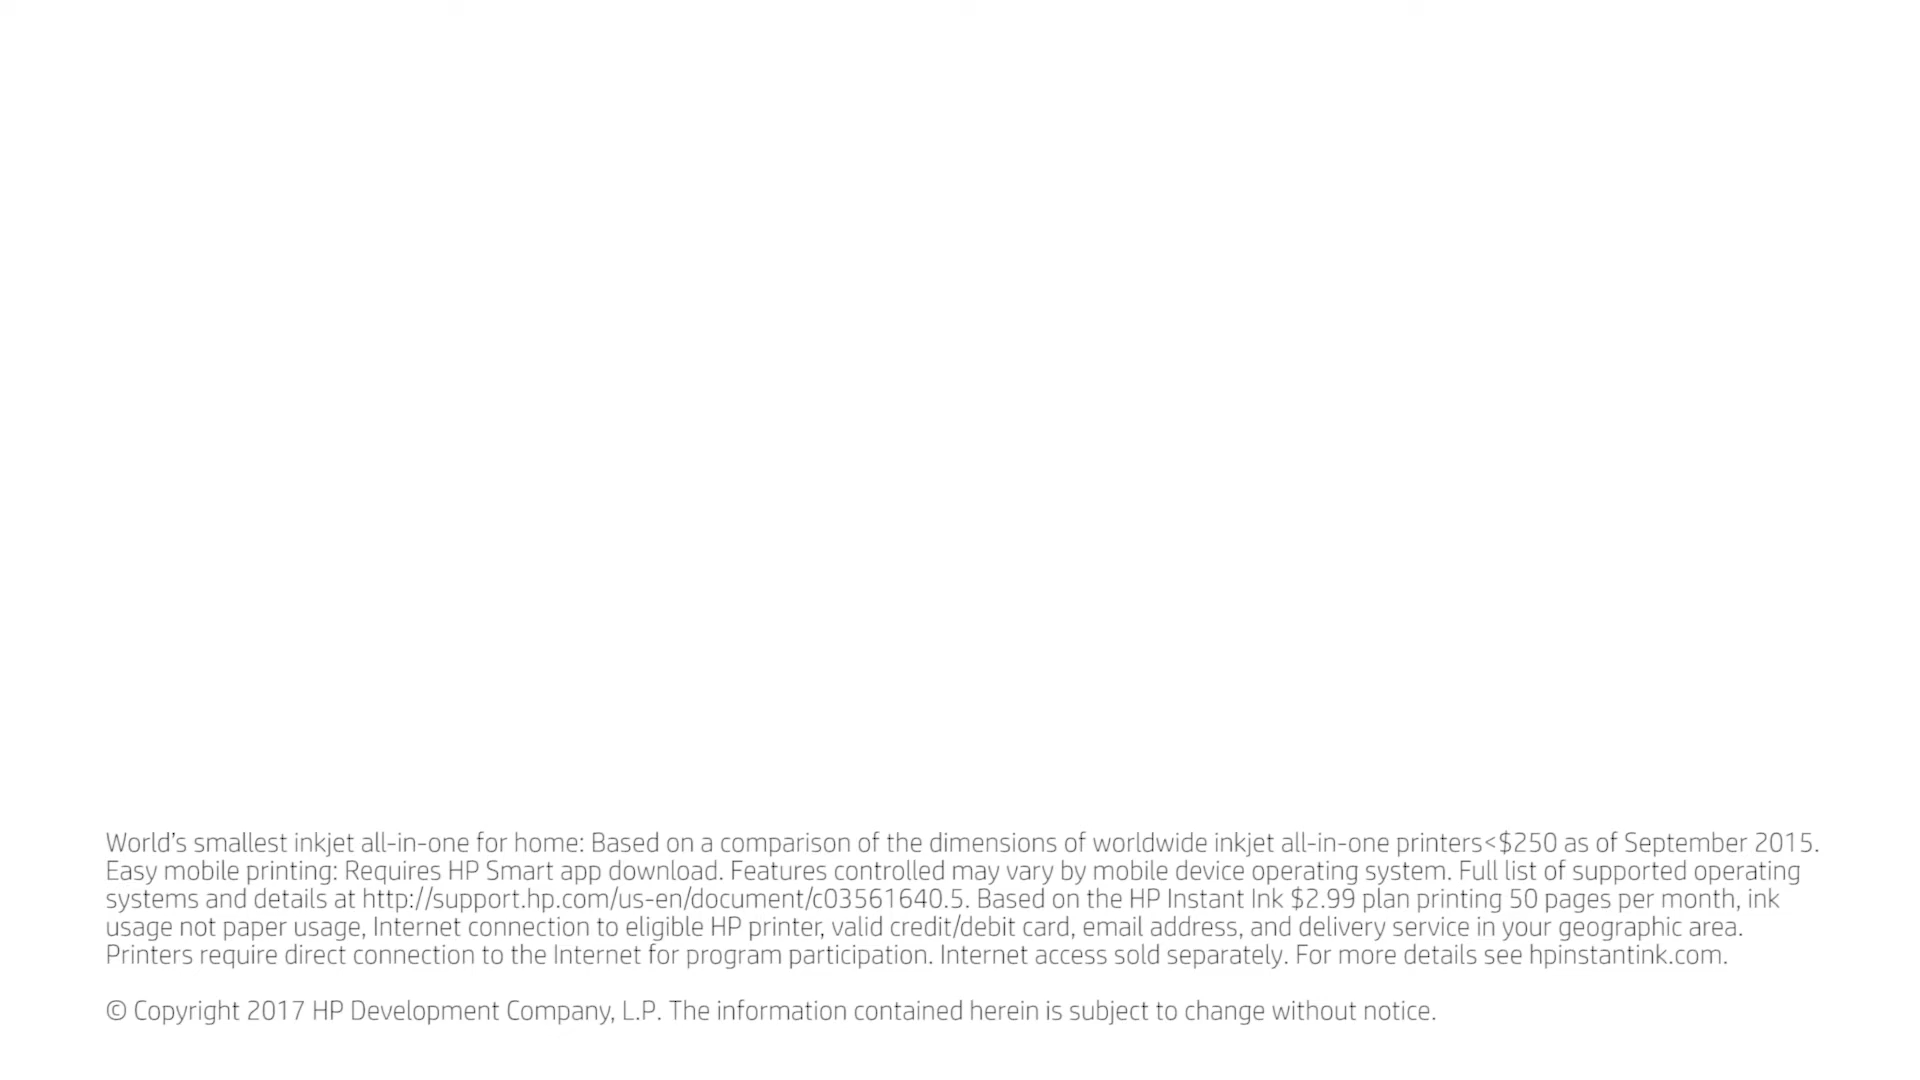 World's smallest inkjet all-in-one for home: Based on a comparison of the dimensions of worldwide inkjet all-in-one printers<$250 as of September 2015.
Easy mobile printing: Requires HP Smart app download. Features controlled may vary by mobile device operating system. Full list of supported operating
systems and details at http://support.hp.com/us-en/document/c03561640.5. Based on the HP Instant Ink $2.99 plan printing 50 pages per month, ink
usage not paper usage, Internet connection to eligible HP printer, valid credit/debit card, email address, and delivery service in your geographic area.
Printers require direct connection to the Internet for program participation. Internet access sold separately. For more details see hpinstantink.com.
© Copyright 2017 HP Development Company, L.P. The information contained herein is subject to change without notice.